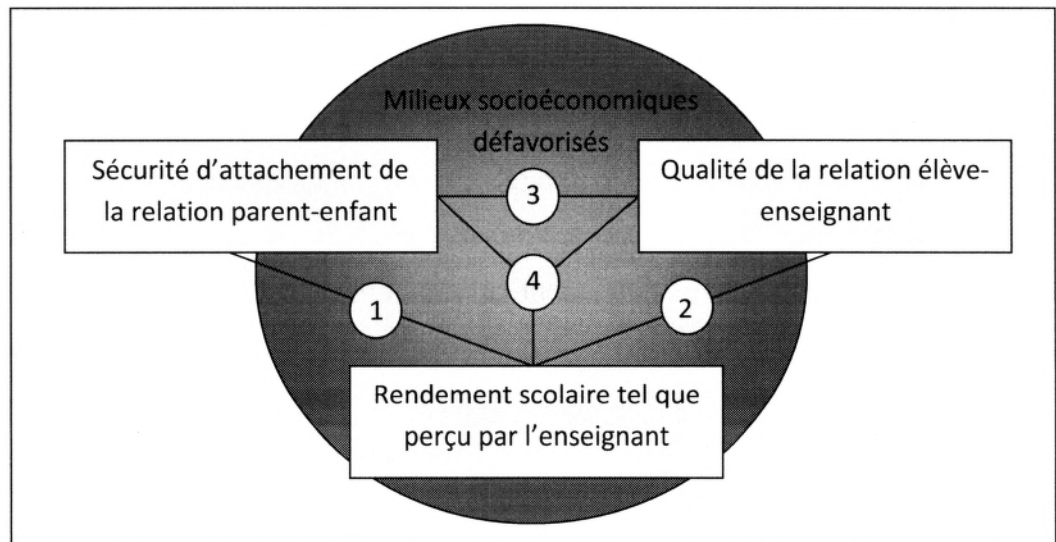 Milieux socioéconomiques
défavorisés
Sécurité d'attachement de
la relation parent-enfant
Qualité de la relation élève-
enseignant
3
4
1
2
Rendement scolaire tel que
perçu par l'enseignant